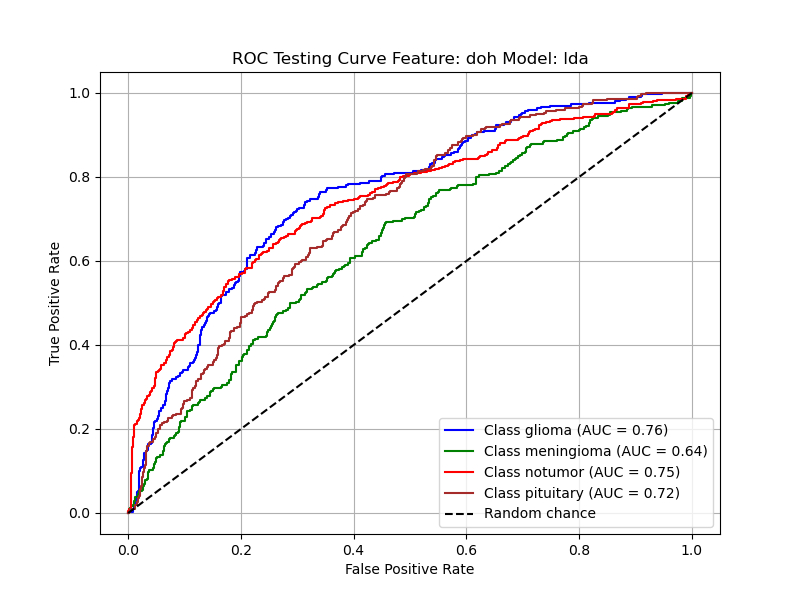 ROC Testing Curve Feature: doh Model: lda
True Positive Rate
1.0
0.8
0.6
0.4
0.2
0.0
Class glioma (AUC = 0.76)
Class meningioma (AUC = 0.64)
Class notumor (AUC = 0.75)
Class pituitary (AUC = 0.72)
Random chance
0.0 0.2 0.4 0.6 0.8 1.0
False Positive Rate